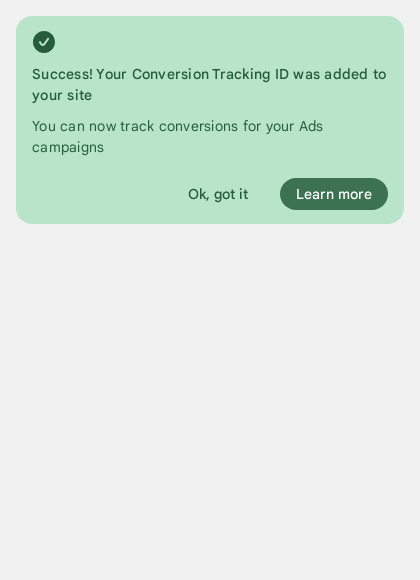 Success! Your Conversion Tracking ID was added to
your site
You can now track conversions for your Ads
campaigns
Ok, got it
Learn more